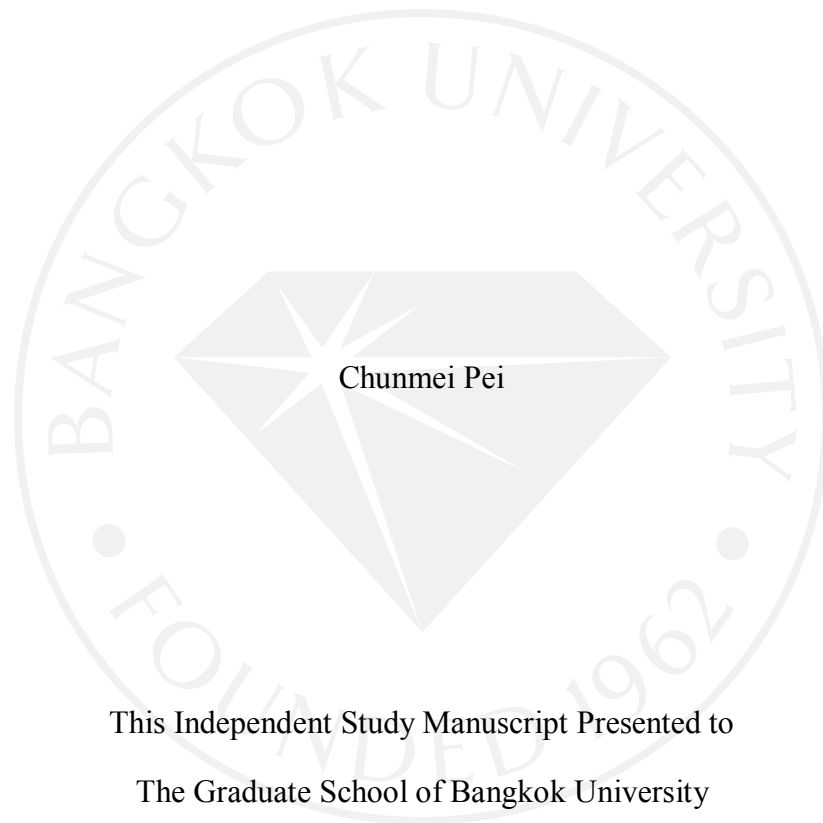 BANGKOK UNIVERSITY
Chunmei Pei
This Independent Study Manuscript Presented to
The Graduate School of Bangkok University
• FOUNDED 1962 •